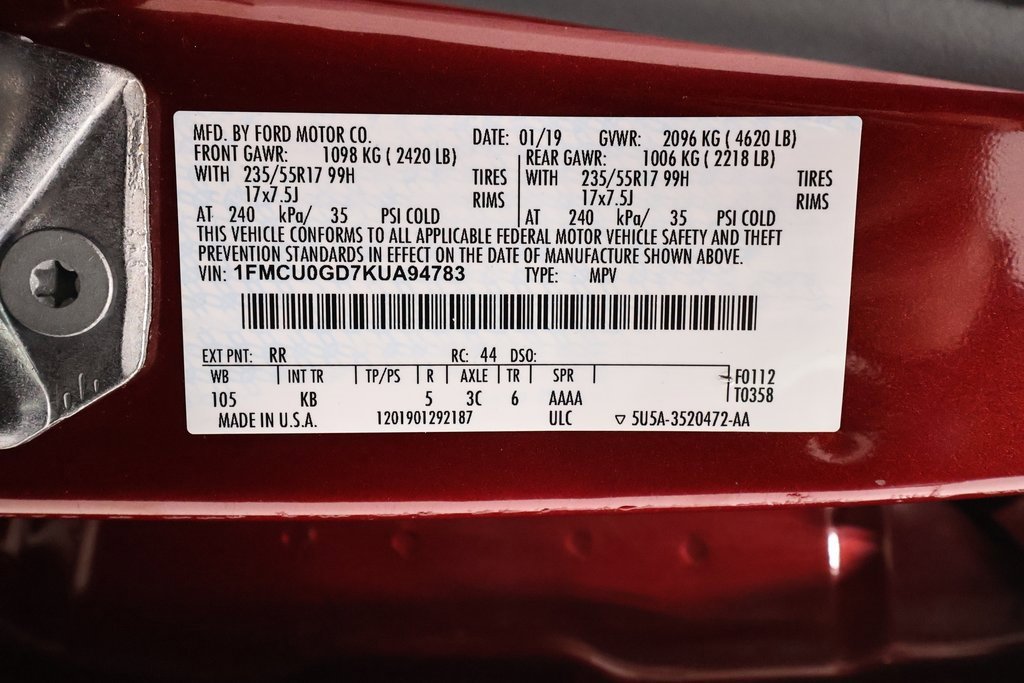 MFD. BY FORD MOTOR CO. DATE: 01/19 GVWR: 2096 KG ( 4620 LB)
FRONT GAWR: 1098 KG ( 2420 LB) REAR GAWR: 1006 KG ( 2218 LB)
WITH 235/55R17 99H TIRES WITH 235/55R17 99H TIRES
17x7.5J RIMS 17x7.5J RIMS
AT 240 kPa/ 35 PSI COLD AT 240 kPa/ 35 PSI COLD
THIS VEHICLE CONFORMS TO ALL APPLICABLE FEDERAL MOTOR VEHICLE SAFETY AND THEFT
PREVENTION STANDARDS IN EFFECT ON THE DATE OF MANUFACTURE SHOWN ABOVE.
VIN: 1FMCU0GD7KUA94783 TYPE: MPV
EXT PNT: RR RC: 44 DSO:
WB INT TR TP/PS R AXLE TR SPR F0112
105 KB 5 3C 6 AAAA T0358
MADE IN U.S.A. 1201901292187 ULC ▽ 5U5A-3520472-AA